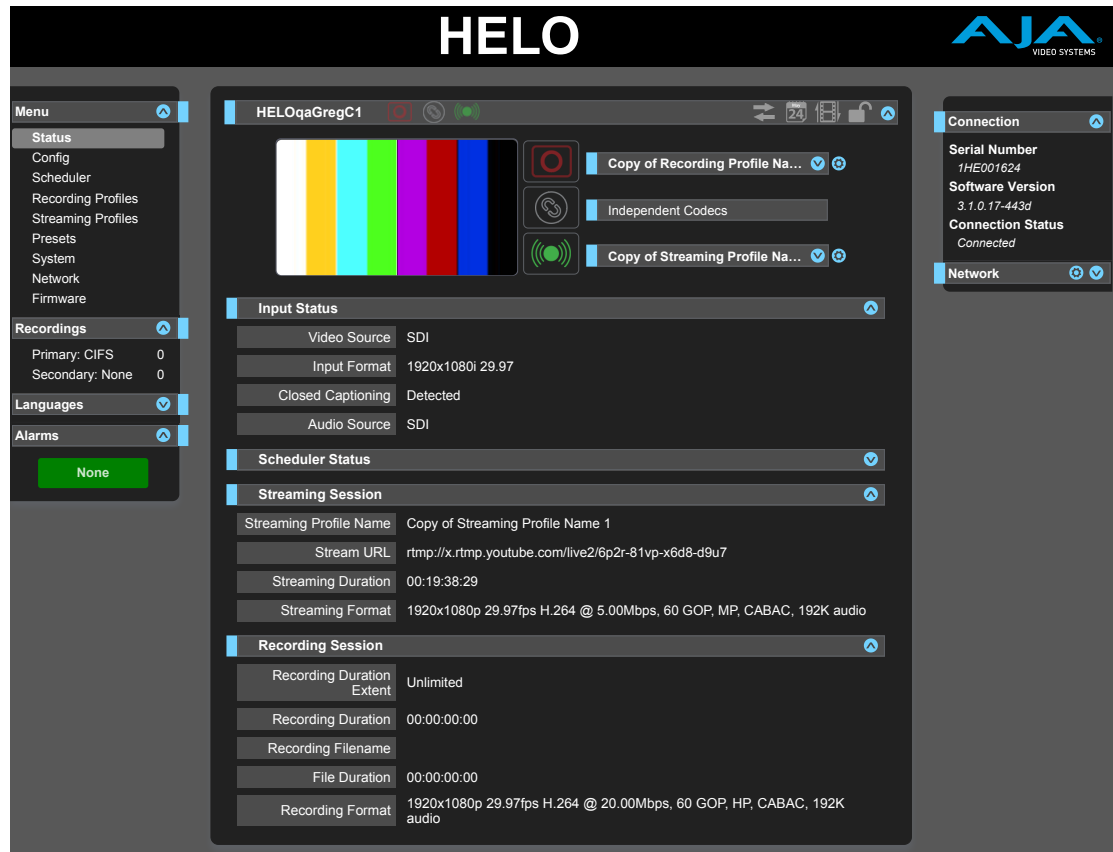 HELO
AJA
VIDEO SYSTEMS
Menu
Status
Config
Scheduler
Recording Profiles
Streaming Profiles
Presets
System
Network
Firmware
Recordings
Primary: CIFS 0
Secondary: None 0
Languages
Alarms
None
HELOqaGregC1
24
Copy of Recording Profile Na...
Independent Codecs
Copy of Streaming Profile Na...
Input Status
Video Source SDI
Input Format 1920x1080i 29.97
Closed Captioning Detected
Audio Source SDI
Scheduler Status
Streaming Session
Streaming Profile Name Copy of Streaming Profile Name 1
Stream URL rtmp://x.rtmp.youtube.com/live2/6p2r-81vp-x6d8-d9u7
Streaming Duration 00:19:38:29
Streaming Format 1920x1080p 29.97fps H.264 @ 5.00Mbps, 60 GOP, MP, CABAC, 192K audio
Recording Session
Recording Duration
Extent
Unlimited
Recording Duration 00:00:00:00
Recording Filename
File Duration 00:00:00:00
Recording Format
1920x1080p 29.97fps H.264 @ 20.00Mbps, 60 GOP, HP, CABAC, 192K
audio
Connection
Serial Number
1HE001624
Software Version
3.1.0.17-443d
Connection Status
Connected
Network